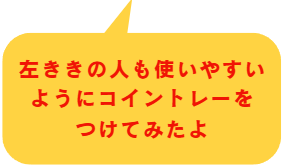 左ききの人も使いやすい
ようにコイントレーを
つけてみたよ